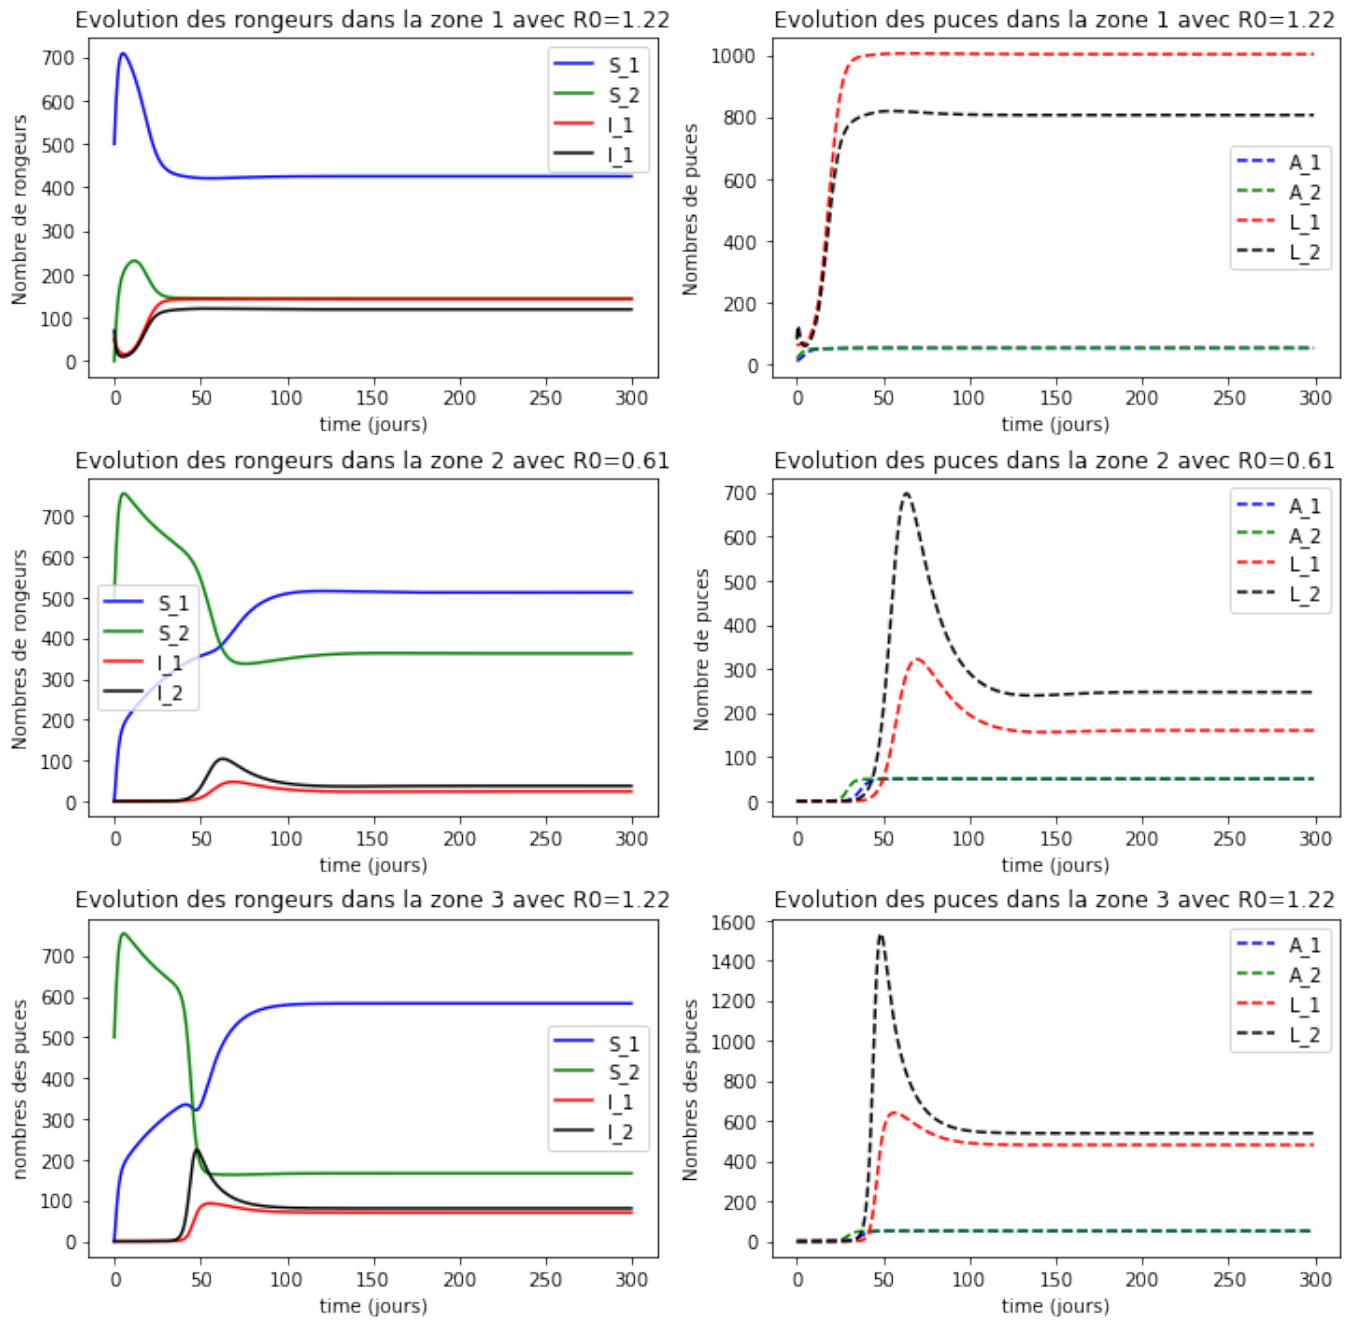 Evolution des rongeurs dans la zone 1 avec R0=1.22
Nombre de rongeurs
700
600
500
400
300
200
100
0
S_1
S_2
I_1
I_1
0 50 100 150 200 250 300
time (jours)
Evolution des puces dans la zone 1 avec R0=1.22
Nombres de puces
1000
800
600
400
200
0
A_1
A_2
L_1
L_2
0 50 100 150 200 250 300
time (jours)
Evolution des rongeurs dans la zone 2 avec R0=0.61
Nombres de rongeurs
700
600
500
400
300
200
100
0
S_1
S_2
I_1
I_2
0 50 100 150 200 250 300
time (jours)
Evolution des puces dans la zone 2 avec R0=0.61
Nombre de puces
700
600
500
400
300
200
100
0
A_1
A_2
L_1
L_2
0 50 100 150 200 250 300
time (jours)
Evolution des rongeurs dans la zone 3 avec R0=1.22
nombres des puces
700
600
500
400
300
200
100
0
S_1
S_2
I_1
I_2
0 50 100 150 200 250 300
time (jours)
Evolution des puces dans la zone 3 avec R0=1.22
Nombres des puces
1600
1400
1200
1000
800
600
400
200
0
A_1
A_2
L_1
L_2
0 50 100 150 200 250 300
time (jours)